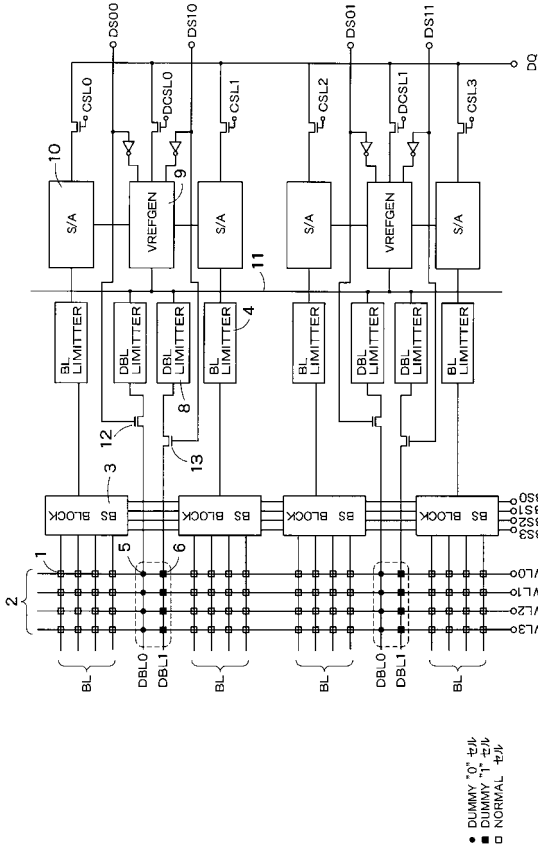 DS00
DS10
DS01
DS11
DQ
CSL0
DCSL0
CSL1
CSL2
DCSL1
CSL3
10
S/A
9
VREFGEN
S/A
S/A
VREFGEN
S/A
11
BL LIMITTER
DBL LIMITTER
DBL LIMITTER
8
BL LIMITTER
4
BL LIMITTER
DBL LIMITTER
DBL LIMITTER
BL LIMITTER
12
13
3
BS BLOCK
BS BLOCK
BS BLOCK
BS BLOCK
BS0
BS1
BS2
BS3
1
2
5
6
WL0
WL1
WL2
WL3
BL
DBL0
DBL1
BL
BL
DBL0
DBL1
BL
● DUMMY "0" セル
■ DUMMY "1" セル
□ NORMAL セル